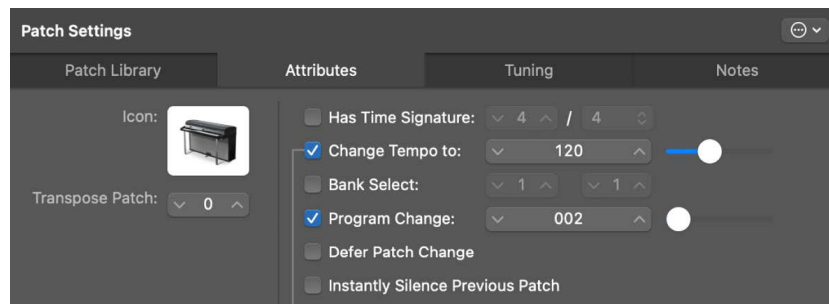 Patch Settings
Patch Library Attributes Tuning Notes
Icon:
Transpose Patch: 0
Has Time Signature: 4 / 4
Change Tempo to: 120
Bank Select: 1 1
Program Change: 002
Defer Patch Change
Instantly Silence Previous Patch